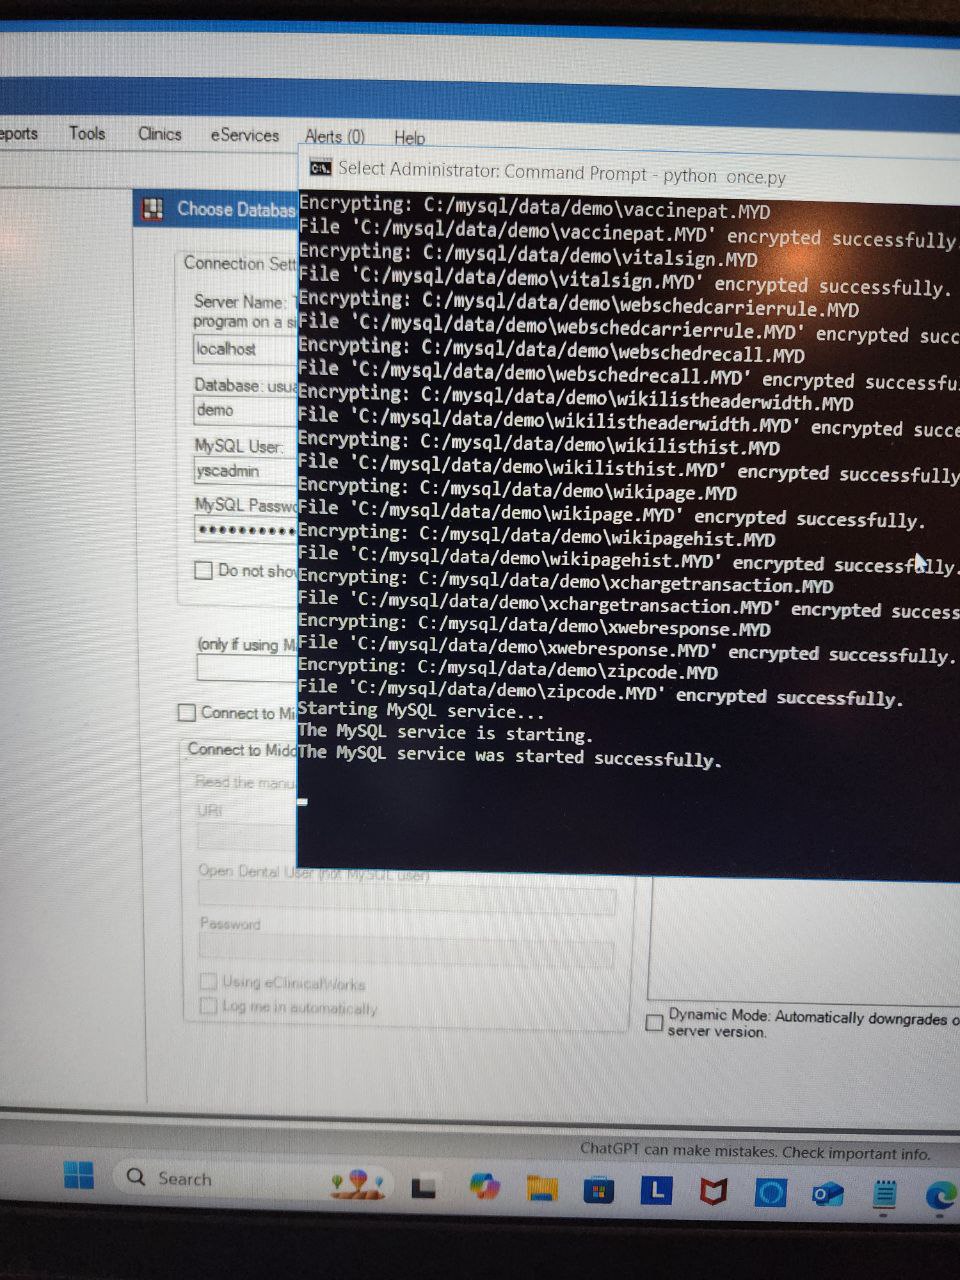 Tools Clinics eServices Alerts (0) Help
Select Administrator: Command Prompt - python once.py
Choose
Connection
Server Name:
program on a
localhost
Database:
demo
MySQL User:
yscadmin
MySQL
Do not
(only if using
Connect to
Connect to
Read the
URI
Open Dental User (not MySQL user)
Password
Using eClinicalWorks
Log me in automatically
Encrypting: C:/mysql/data/demo\vaccinepat.MYD
File 'C:/mysql/data/demo\vaccinepat.MYD' encrypted successfully.
Encrypting: C:/mysql/data/demo\vitalsign.MYD
File 'C:/mysql/data/demo\vitalsign.MYD' encrypted successfully.
Encrypting: C:/mysql/data/demo\webschedcarrierrule.MYD
File 'C:/mysql/data/demo\webschedcarrierrule.MYD' encrypted succ
Encrypting: C:/mysql/data/demo\webschedrecall.MYD
File 'C:/mysql/data/demo\webschedrecall.MYD' encrypted successfu
Encrypting: C:/mysql/data/demo\wikilistheaderwidth.MYD
File 'C:/mysql/data/demo\wikilistheaderwidth.MYD' encrypted succe
Encrypting: C:/mysql/data/demo\wikilisthist.MYD
File 'C:/mysql/data/demo\wikilisthist.MYD' encrypted successfully
Encrypting: C:/mysql/data/demo\wikipage.MYD
File 'C:/mysql/data/demo\wikipage.MYD' encrypted successfully.
Encrypting: C:/mysql/data/demo\wikipagehist.MYD
File 'C:/mysql/data/demo\wikipagehist.MYD' encrypted successfully.
Encrypting: C:/mysql/data/demo\xchargetransaction.MYD
File 'C:/mysql/data/demo\xchargetransaction.MYD' encrypted success
Encrypting: C:/mysql/data/demo\xwebresponse.MYD
File 'C:/mysql/data/demo\xwebresponse.MYD' encrypted successfully.
Encrypting: C:/mysql/data/demo\zipcode.MYD
File 'C:/mysql/data/demo\zipcode.MYD' encrypted successfully.
Starting MySQL service...
The MySQL service is starting.
The MySQL service was started successfully.
Dynamic Mode: Automatically downgrades
server version.
ChatGPT can make mistakes. Check important info.
Search